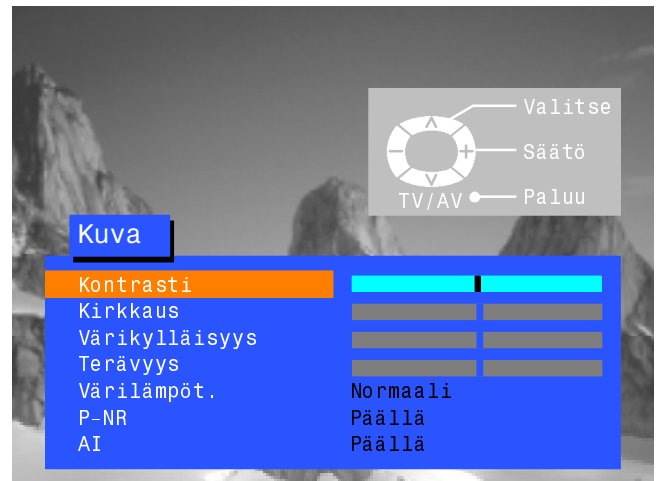 Valitse
Säätö
TV/AV Paluu
Kuva
Kontrasti
Kirkkaus
Värikylläisyys
Terävyys
Värilämpöt. Normaali
P-NR Päällä
AI Päällä